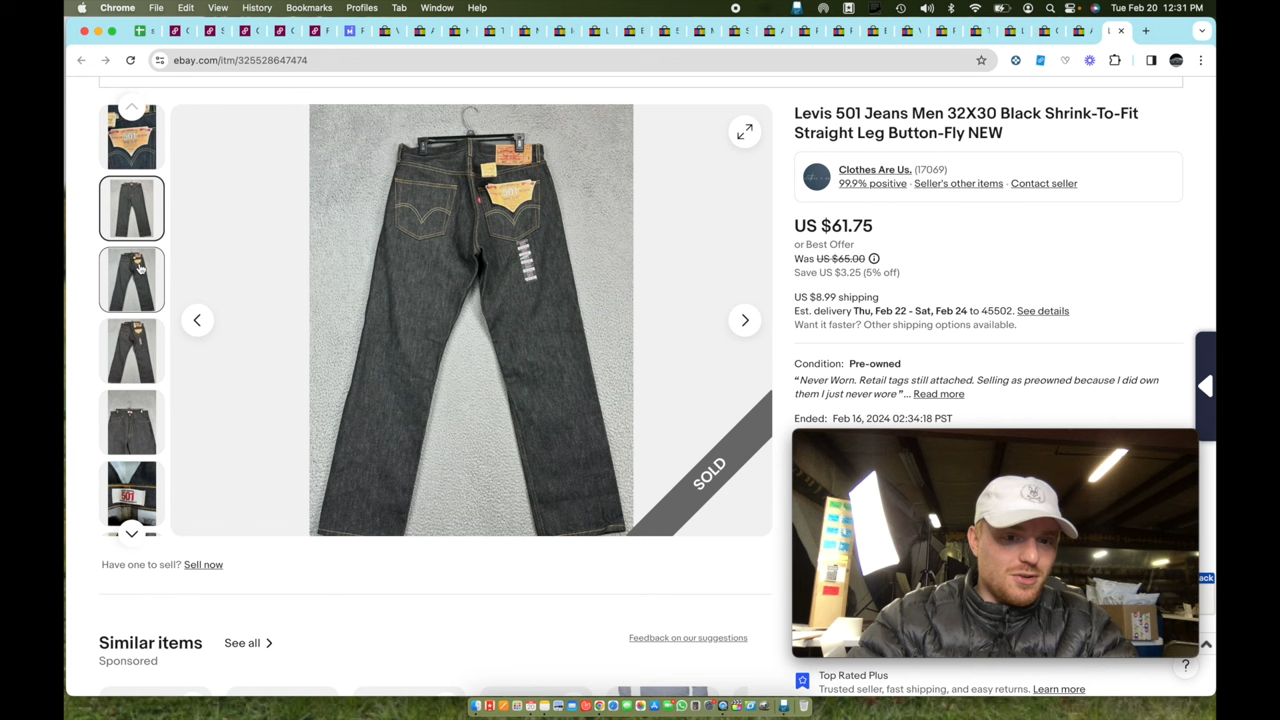 Chrome File Edit View History Bookmarks Profiles Tab Window Help
Tue Feb 20 12:31 PM
ebay.com/itm/325528647474
Levis 501 Jeans Men 32X30 Black Shrink-To-Fit
Straight Leg Button-Fly NEW
Clothes Are Us. (17069)
99.9% positive · Seller's other items · Contact seller
US $61.75
or Best Offer
Was US $65.00
Save US $3.25 (5% off)
US $8.99 shipping
Est. delivery Thu, Feb 22 - Sat, Feb 24 to 45502. See details
Want it faster? Other shipping options available.
Condition: Pre-owned
“Never Worn. Retail tags still attached. Selling as preowned because I did own
them I just never wore”... Read more
Ended: Feb 16, 2024 02:34:18 PST
501
501
501
SOLD
Have one to sell? Sell now
Similar items See all
Feedback on our suggestions
Sponsored
ack
?
Top Rated Plus
Trusted seller, fast shipping, and easy returns. Learn more